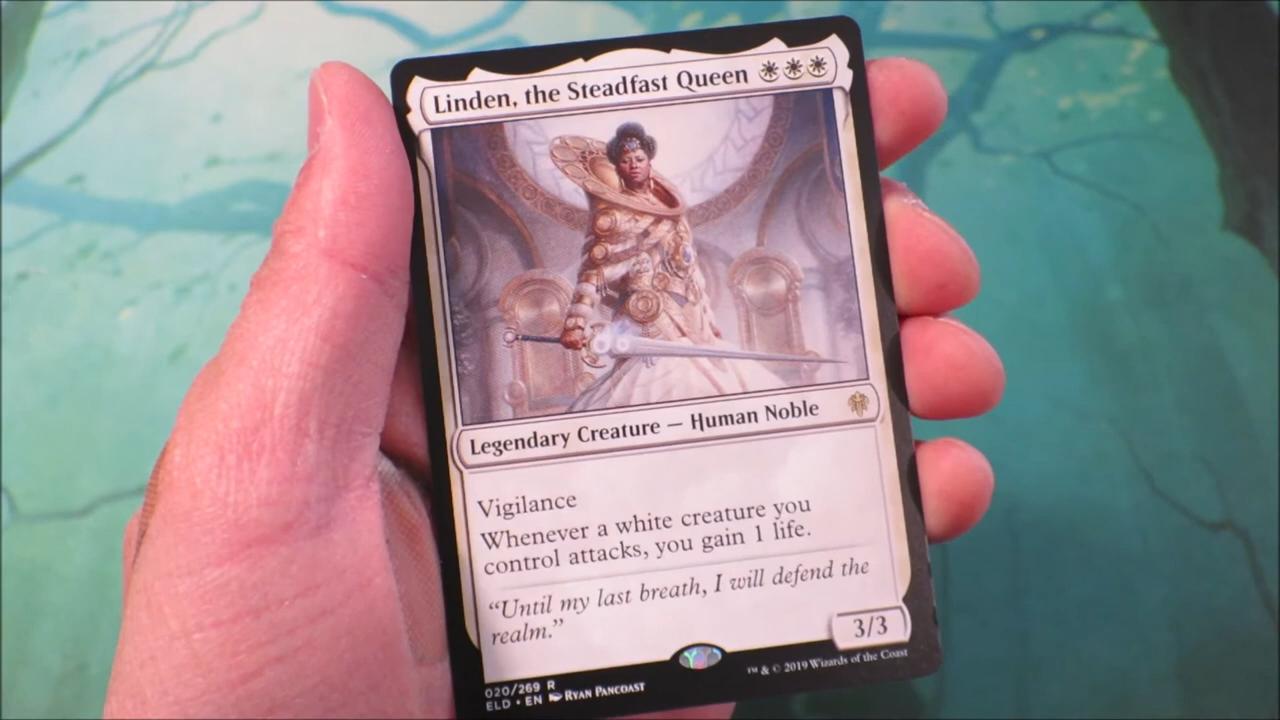 Linden, the Steadfast Queen
Legendary Creature — Human Noble
Vigilance
Whenever a white creature you
control attacks, you gain 1 life.
“Until my last breath, I will defend the
realm.”
3/3
020/269 R
ELD • EN RYAN PANCOAST
™ & © 2019 Wizards of the Coast